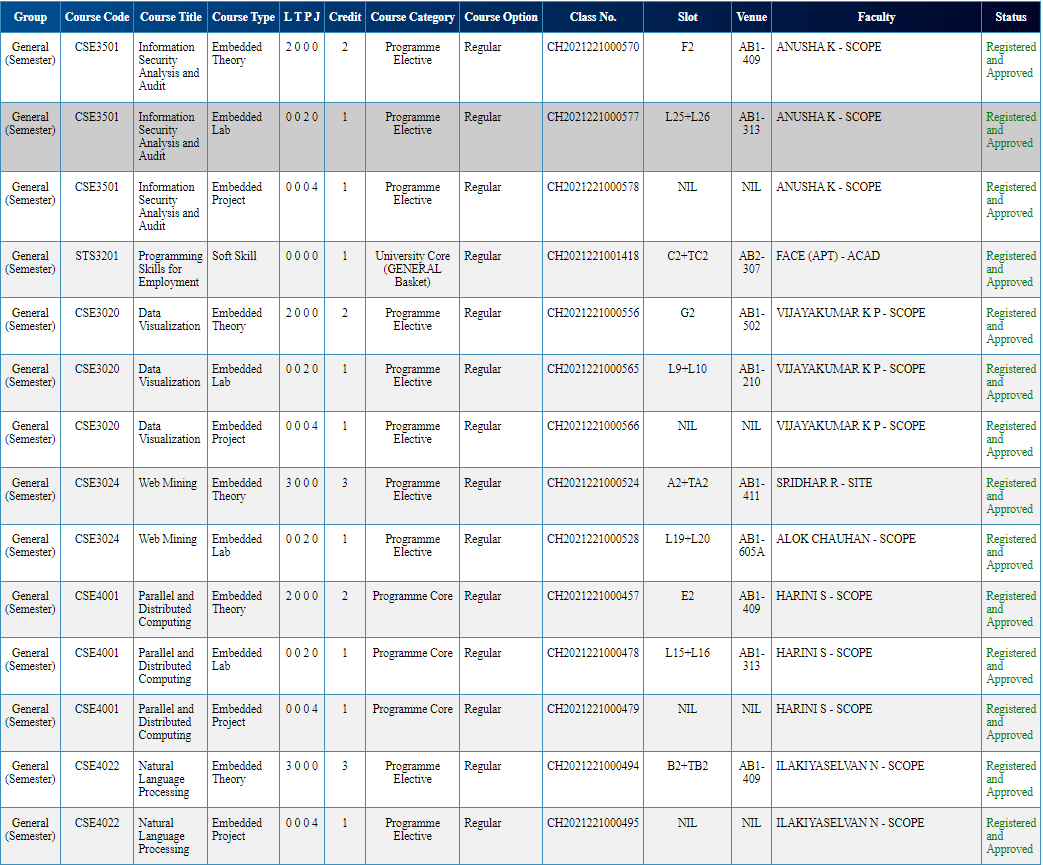 Group Course Code Course Title Course Type L T P J Credit Course Category Course Option Class No. Slot Venue Faculty Status
General CSE3501 Information Embedded 2 0 0 0 2 Programme Regular CH2021221000570 F2 AB1- ANUSHA K - SCOPE Registered
(Semester) Security Theory Elective 409 and
Analysis and Approved
Audit
General CSE3501 Information Embedded 0 0 2 0 1 Programme Regular CH2021221000577 L25+L26 AB1- ANUSHA K - SCOPE Registered
(Semester) Security Lab Elective 313 and
Analysis and Approved
Audit
General CSE3501 Information Embedded 0 0 0 4 1 Programme Regular CH2021221000578 NIL NIL ANUSHA K - SCOPE Registered
(Semester) Security Project Elective and
Analysis and Approved
Audit
General STS3201 Programming Soft Skill 0 0 0 0 1 University Core Regular CH2021221001418 C2+TC2 AB2- FACE (APT) - ACAD Registered
(Semester) Skills for (GENERAL 307 and
Employment Basket) Approved
General CSE3020 Data Embedded 2 0 0 0 2 Programme Regular CH2021221000556 G2 AB1- VIJAYAKUMAR K P - SCOPE Registered
(Semester) Visualization Theory Elective 502 and
Approved
General CSE3020 Data Embedded 0 0 2 0 1 Programme Regular CH2021221000565 L9+L10 AB1- VIJAYAKUMAR K P - SCOPE Registered
(Semester) Visualization Lab Elective 210 and
Approved
General CSE3020 Data Embedded 0 0 0 4 1 Programme Regular CH2021221000566 NIL NIL VIJAYAKUMAR K P - SCOPE Registered
(Semester) Visualization Project Elective and
Approved
General CSE3024 Web Mining Embedded 3 0 0 0 3 Programme Regular CH2021221000524 A2+TA2 AB1- SRIDHAR R - SITE Registered
(Semester) Theory Elective 411 and
Approved
General CSE3024 Web Mining Embedded 0 0 2 0 1 Programme Regular CH2021221000528 L19+L20 AB1- ALOK CHAUHAN - SCOPE Registered
(Semester) Lab Elective 605A and
Approved
General CSE4001 Parallel and Embedded 2 0 0 0 2 Programme Core Regular CH2021221000457 E2 AB1- HARINI S - SCOPE Registered
(Semester) Distributed Theory 409 and
Computing Approved
General CSE4001 Parallel and Embedded 0 0 2 0 1 Programme Core Regular CH2021221000478 L15+L16 AB1- HARINI S - SCOPE Registered
(Semester) Distributed Lab 313 and
Computing Approved
General CSE4001 Parallel and Embedded 0 0 0 4 1 Programme Core Regular CH2021221000479 NIL NIL HARINI S - SCOPE Registered
(Semester) Distributed Project and
Computing Approved
General CSE4022 Natural Embedded 3 0 0 0 3 Programme Regular CH2021221000494 B2+TB2 AB1- ILAKIYASELVAN N - SCOPE Registered
(Semester) Language Theory Elective 409 and
Processing Approved
General CSE4022 Natural Embedded 0 0 0 4 1 Programme Regular CH2021221000495 NIL NIL ILAKIYASELVAN N - SCOPE Registered
(Semester) Language Project Elective and
Processing Approved